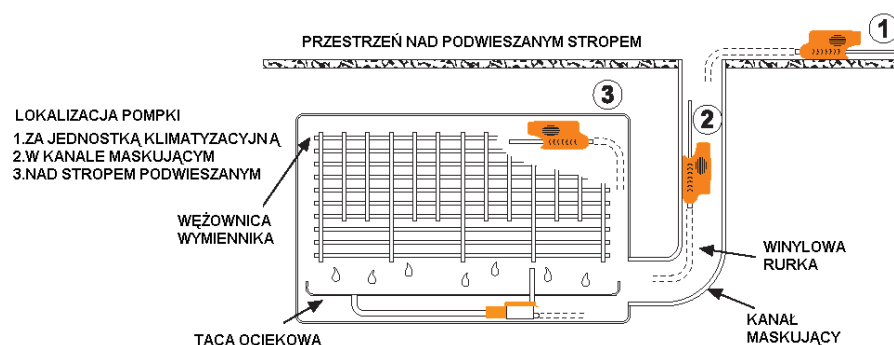 PRZESTRZEŃ NAD PODWIESZANYM STROPEM
1
3
2
LOKALIZACJA POMPKI
1.ZA JEDNOSTKĄ KLIMATYZACYJNĄ
2.W KANALE MASKUJĄCYM
3.NAD STROPEM PODWIESZANYM
WĘŻOWNICA
WYMIENNIKA
WINYLOWA
RURKA
TACA OCIEKOWA
KANAŁ
MASKUJĄCY